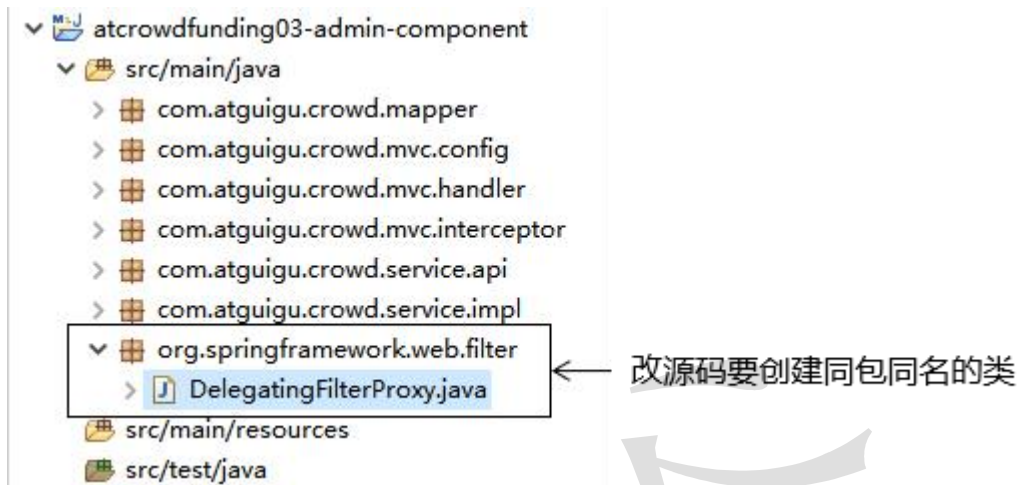 atcrowdfunding03-admin-component
src/main/java
com.atguigu.crowd.mapper
com.atguigu.crowd.mvc.config
com.atguigu.crowd.mvc.handler
com.atguigu.crowd.mvc.interceptor
com.atguigu.crowd.service.api
com.atguigu.crowd.service.impl
org.springframework.web.filter
DelegatingFilterProxy.java
改源码要创建同包同名的类
src/main/resources
src/test/java